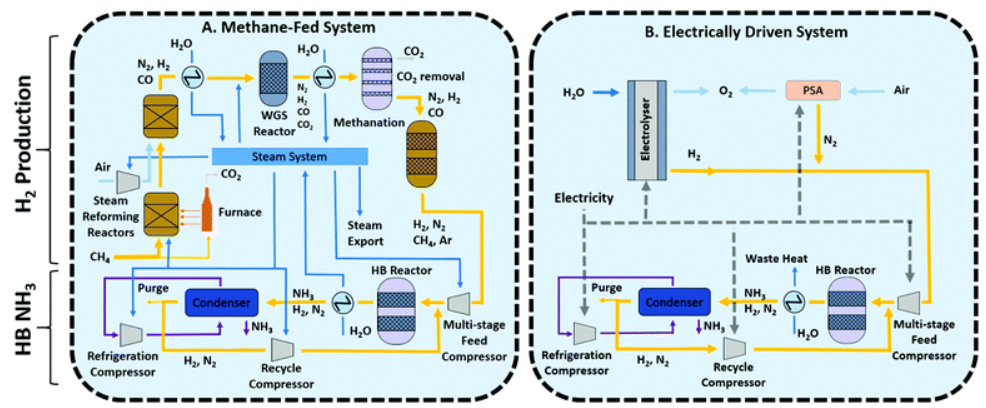 A. Methane-Fed System
H₂O
H₂O
CO₂
N₂, H₂
CO
CO₂ removal
WGS
Reactor
N₂
H₂
CO
CO₂
N₂, H₂
CO
Methanation
Steam System
Air
CO₂
Steam
Reforming
Reactors
Furnace
Steam
Export
H₂, N₂
CH₄, Ar
CH₄
H₂ Production
HB NH₃
Purge
Condenser
NH₃
H₂, N₂
HB Reactor
NH₃
H₂O
Multi-stage
Feed
Compressor
Refrigeration
Compressor
H₂, N₂
Recycle
Compressor
B. Electrically Driven System
H₂O
Electrolyser
O₂
PSA
Air
N₂
H₂
Electricity
Waste Heat
Purge
Condenser
NH₃
H₂, N₂
HB Reactor
NH₃
H₂O
Multi-stage
Feed
Compressor
Refrigeration
Compressor
H₂, N₂
Recycle
Compressor